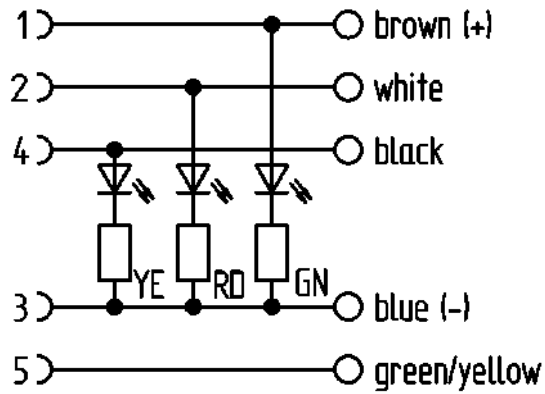 1 brown (+)
2 white
4 black
YE RD GN
3 blue (-)
5 green/yellow